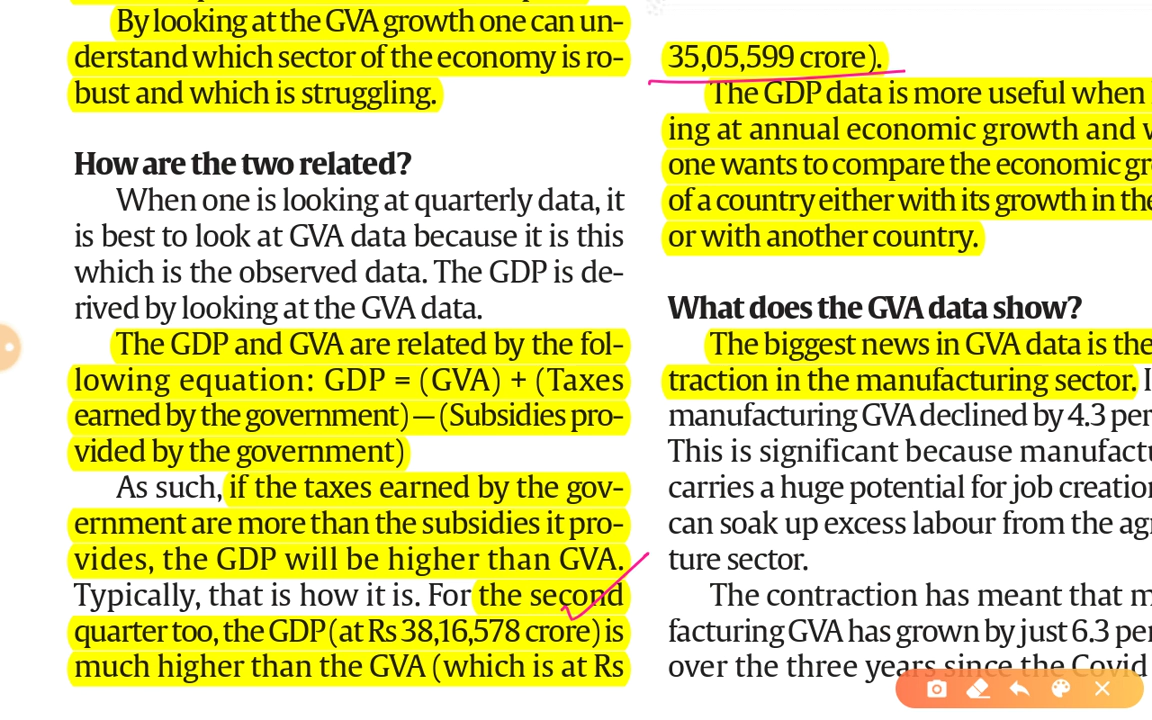 By looking at the GVA growth one can un-
derstand which sector of the economy is ro-
bust and which is struggling.
How are the two related?
When one is looking at quarterly data, it
is best to look at GVA data because it is this
which is the observed data. The GDP is de-
rived by looking at the GVA data.
The GDP and GVA are related by the fol-
lowing equation: GDP = (GVA) + (Taxes
earned by the government) — (Subsidies pro-
vided by the government)
As such, if the taxes earned by the gov-
ernment are more than the subsidies it pro-
vides, the GDP will be higher than GVA.
Typically, that is how it is. For the second
quarter too, the GDP (at Rs 38,16,578 crore) is
much higher than the GVA (which is at Rs
35,05,599 crore).
The GDP data is more useful when
ing at annual economic growth and
one wants to compare the economic
of a country either with its growth in
or with another country.
What does the GVA data show?
The biggest news in GVA data is the
traction in the manufacturing sector.
manufacturing GVA declined by 4.3
This is significant because
carries a huge potential for job
can soak up excess labour from the
ture sector.
The contraction has meant that
facturing GVA has grown by just 6.3
over the three years since the Covid